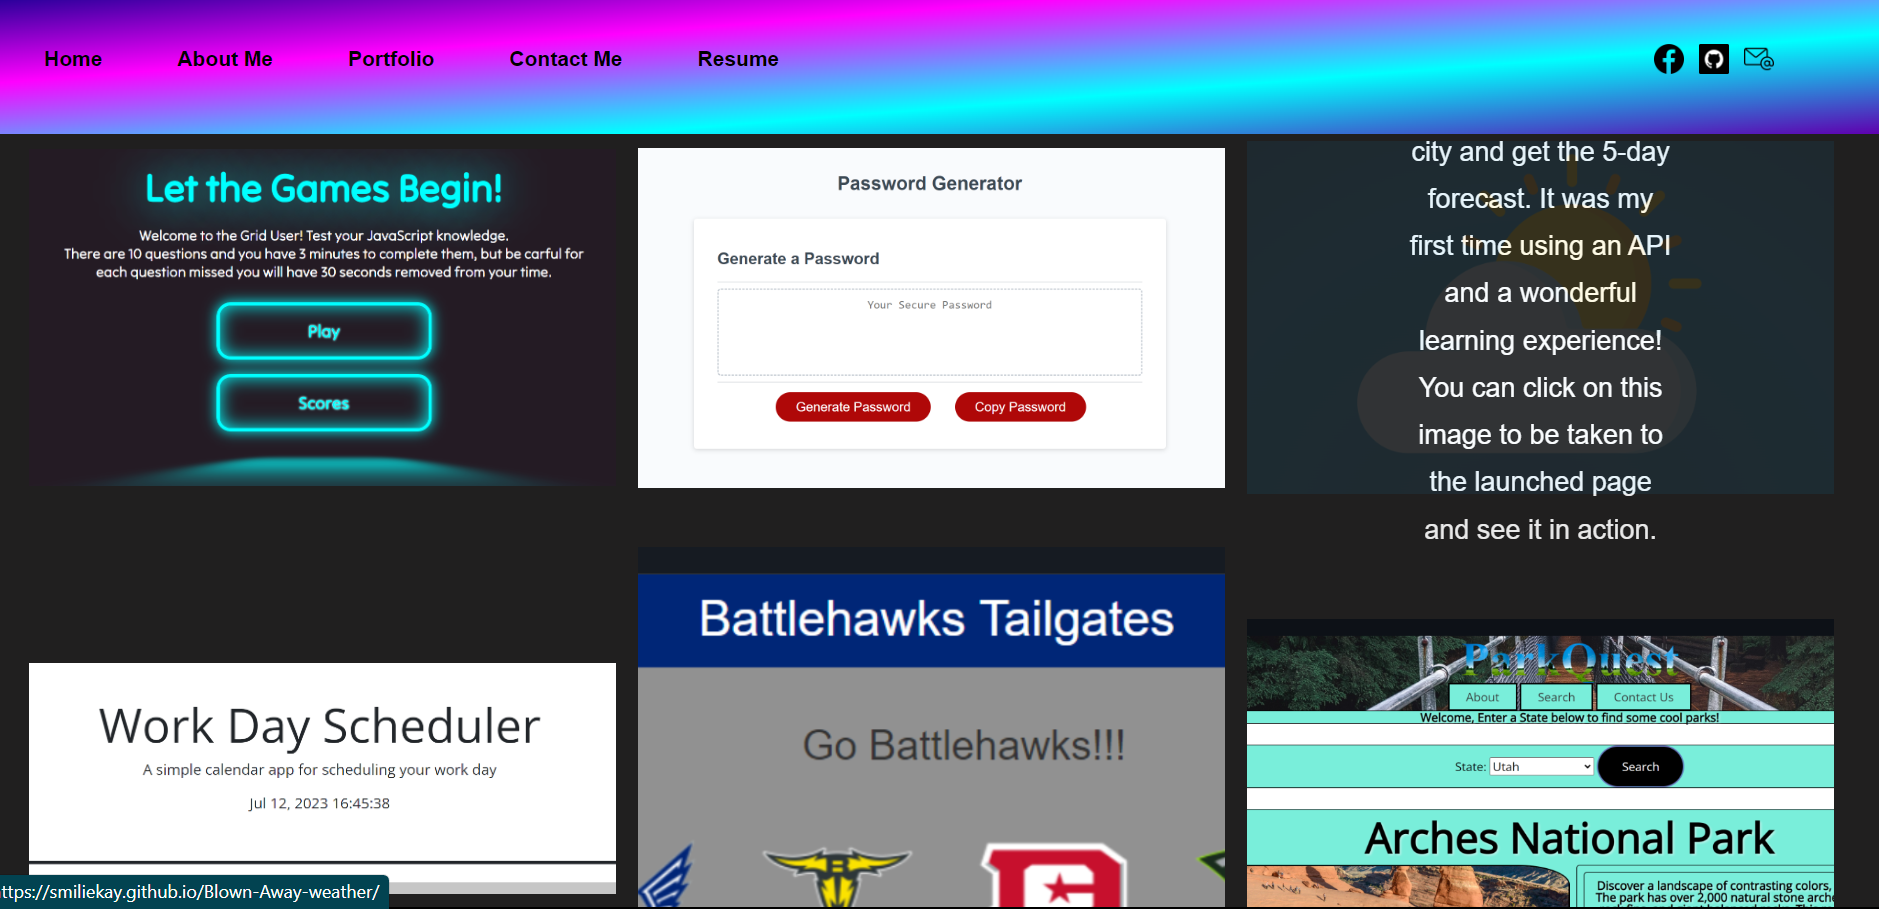 Home About Me Portfolio Contact Me Resume
Let the Games Begin!
Welcome to the Grid User! Test your JavaScript knowledge.
There are 10 questions and you have 3 minutes to complete them, but be carful for
each question missed you will have 30 seconds removed from your time.
Play
Scores
Password Generator
Generate a Password
Your Secure Password
Generate Password Copy Password
city and get the 5-day
forecast. It was my
first time using an API
and a wonderful
learning experience!
You can click on this
image to be taken to
the launched page
and see it in action.
Work Day Scheduler
A simple calendar app for scheduling your work day
Jul 12, 2023 16:45:38
Battlehawks Tailgates
Go Battlehawks!!!
ParkQuest
About Search Contact Us
Welcome, Enter a State below to find some cool parks!
State: Utah Search
Arches National Park
Discover a landscape of contrasting colors,
The park has over 2,000 natural stone arche
ttps://smiliekay.github.io/Blown-Away-weather/